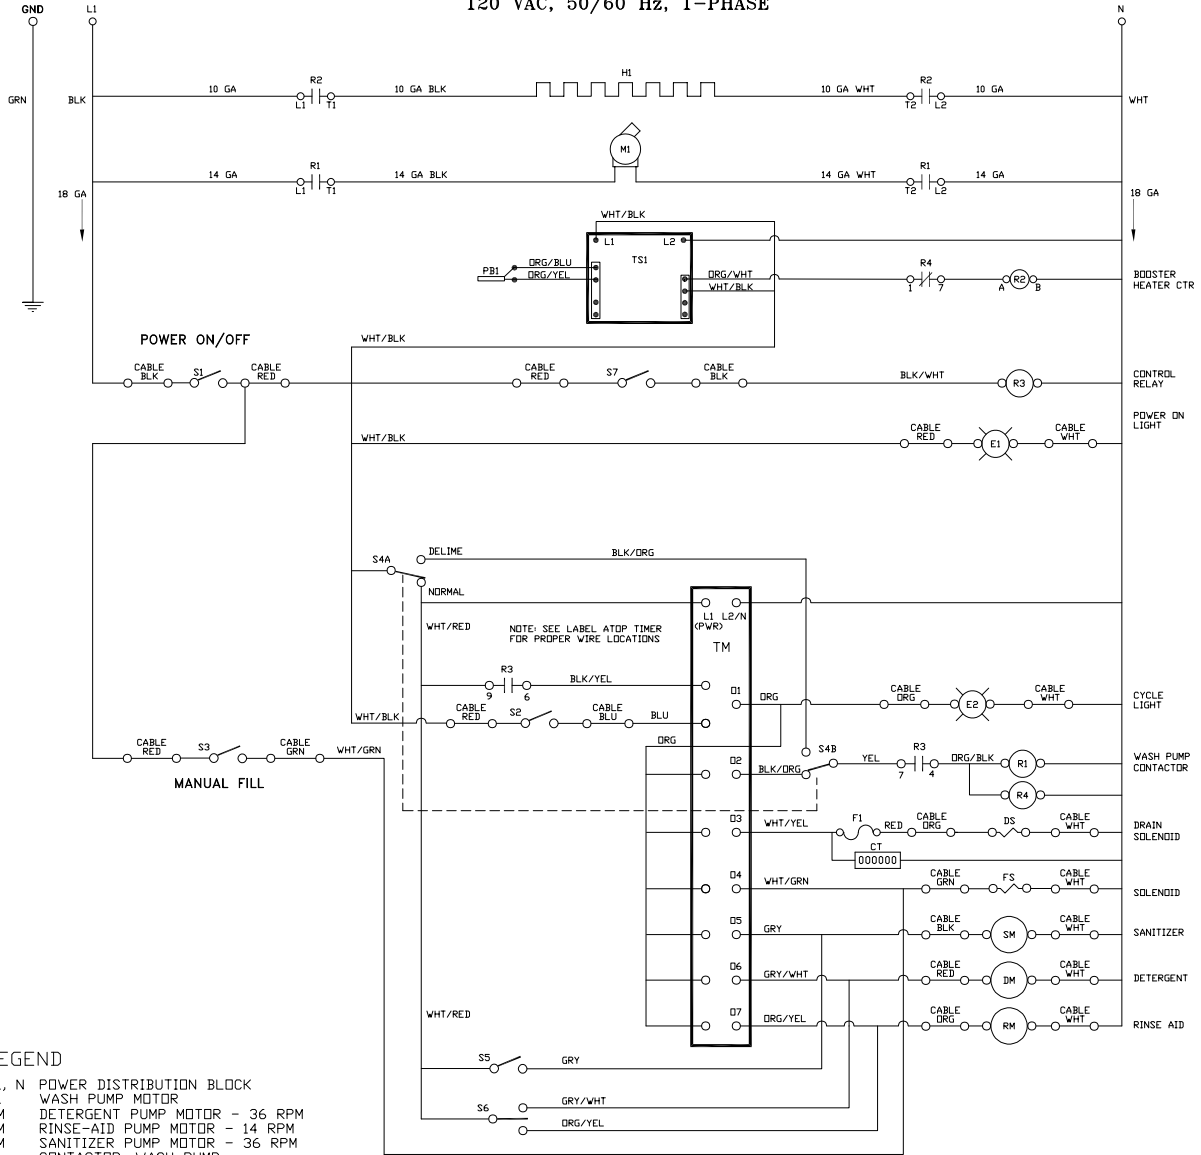 120 VAC, 50/60 Hz, 1-PHASE
GND L1 N
10 GA R2 10 GA BLK H1 10 GA WHT R2 10 GA
GRN BLK L1 T1 T2 L2 WHT
M1
14 GA R1 14 GA BLK 14 GA WHT R1 14 GA
L1 T1 T2 L2
18 GA 18 GA
WHT/BLK
L1 L2
TS1
PB1 ORG/BLU
ORG/YEL
ORG/WHT
WHT/BLK
R4
1 7 A R2 B
BOOSTER
HEATER CTR
POWER ON/OFF
WHT/BLK
CABLE
BLK
S1
CABLE
RED
CABLE
RED
S7
CABLE
BLK
BLK/WHT
R3
CONTROL
RELAY
WHT/BLK
CABLE
RED
E1
CABLE
WHT
POWER ON
LIGHT
S4A
DELIME
BLK/ORG
NORMAL
WHT/RED
NOTE: SEE LABEL ATOP TIMER
FOR PROPER WIRE LOCATIONS
L1 L2/N
(PWR)
TM
R3
9 6
BLK/YEL
O1
ORG
CABLE
ORG
E2
CABLE
WHT
CYCLE
LIGHT
WHT/BLK
CABLE
RED
S2
CABLE
BLU
BLU
ORG
CABLE
RED
S3
CABLE
GRN
WHT/GRN
MANUAL FILL
O2
BLK/ORG
S4B
YEL
R3
7 4
ORG/BLK
R1
R4
WASH PUMP
CONTACTOR
O3
WHT/YEL
F1
RED
CABLE
ORG
DS
CABLE
WHT
DRAIN
SOLENOID
CT
000000
O4
WHT/GRN
CABLE
GRN
FS
CABLE
WHT
SOLENOID
O5
GRY
CABLE
BLK
SM
CABLE
WHT
SANITIZER
O6
GRY/WHT
CABLE
RED
DM
CABLE
WHT
DETERGENT
O7
ORG/YEL
CABLE
ORG
RM
CABLE
WHT
RINSE AID
WHT/RED
S5
GRY
S6
GRY/WHT
ORG/YEL
EGEND
, N POWER DISTRIBUTION BLOCK
WASH PUMP MOTOR
M DETERGENT PUMP MOTOR - 36 RPM
M RINSE-AID PUMP MOTOR - 14 RPM
M SANITIZER PUMP MOTOR - 36 RPM
CONTACTOR, WASH PUMP